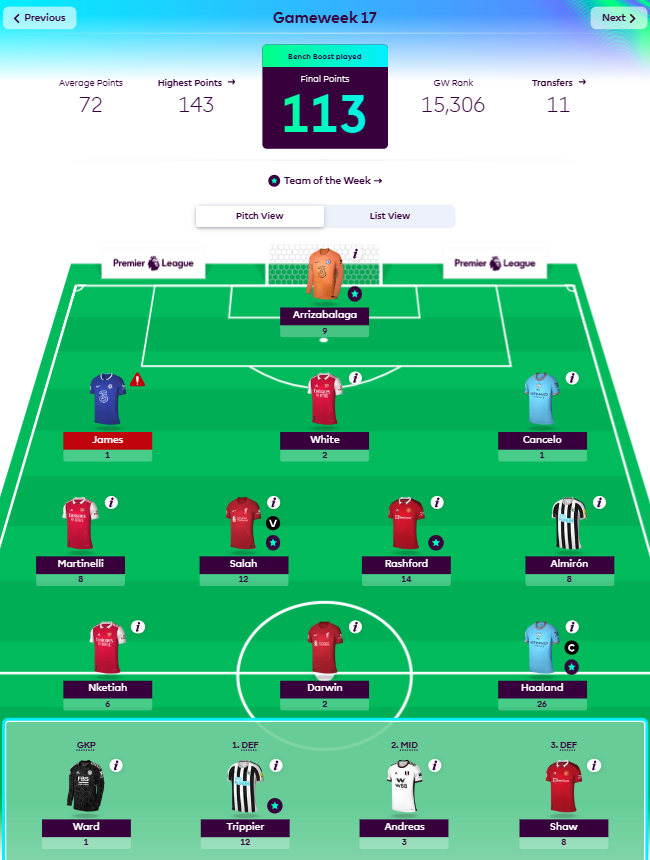 Previous
Gameweek 17
Next
Bench Boost played
Average Points
72
Highest Points →
143
Final Points
113
GW Rank
15,306
Transfers →
11
Team of the Week →
Pitch View
List View
Premier League
Premier League
Arrizabalaga
9
James
1
White
2
Cancelo
1
Martinelli
8
V
Salah
12
Rashford
14
Almirón
8
Nketiah
6
Darwin
2
C
Haaland
26
GKP
1. DEF
2. MID
3. DEF
FBS
W88
Ward
1
Trippier
12
Andreas
3
Shaw
8